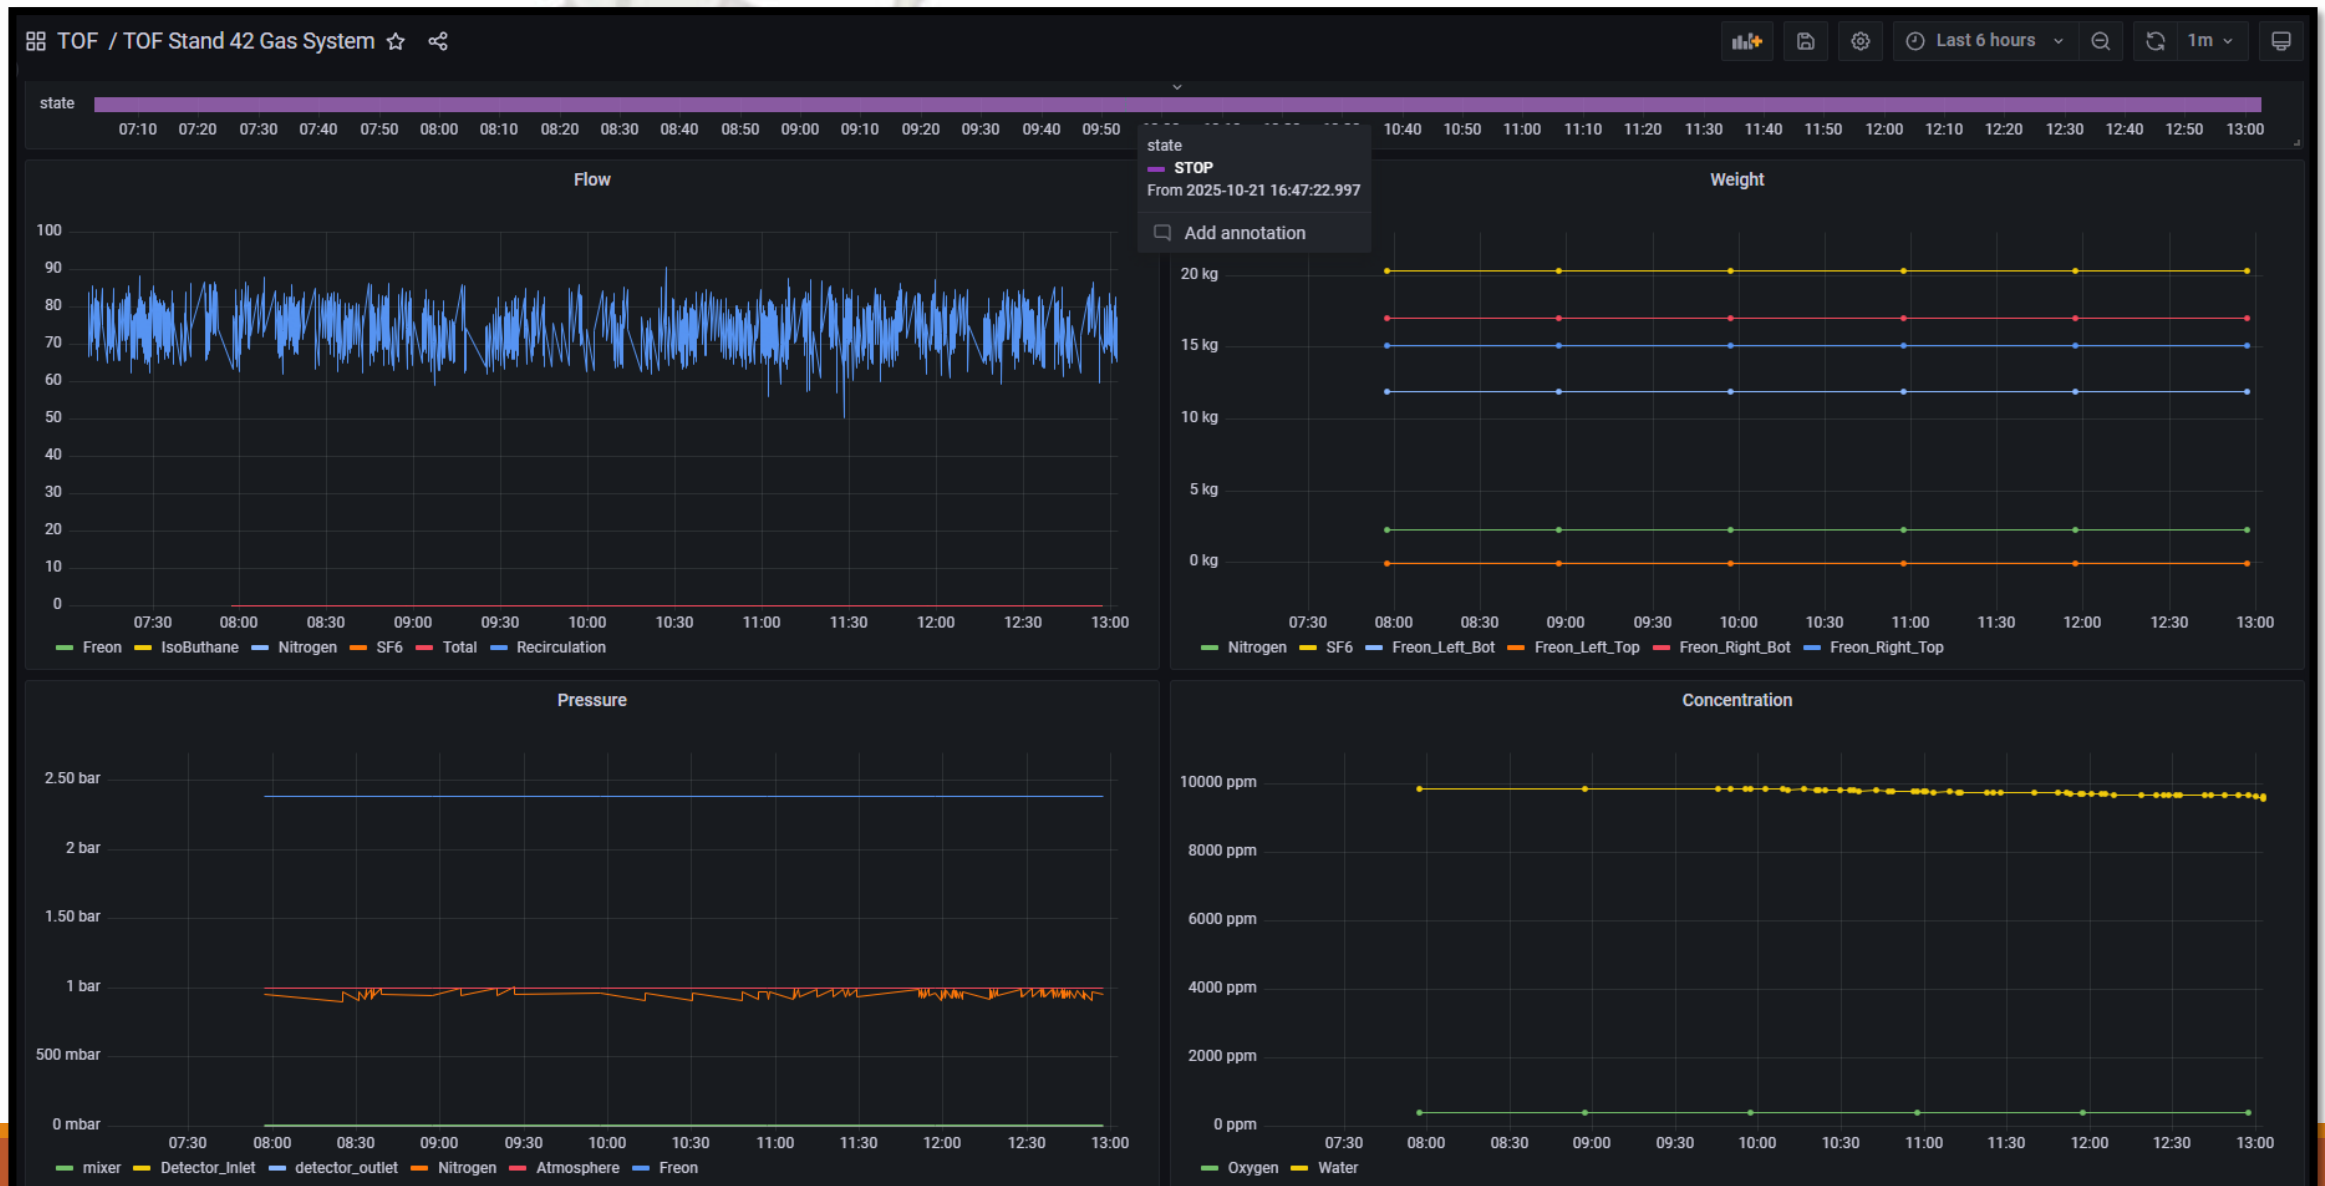 TOF / TOF Stand 42 Gas System
Last 6 hours
1m
state
07:10 07:20 07:30 07:40 07:50 08:00 08:10 08:20 08:30 08:40 08:50 09:00 09:10 09:20 09:30 09:40 09:50 10:40 10:50 11:00 11:10 11:20 11:30 11:40 11:50 12:00 12:10 12:20 12:30 12:40 12:50 13:00
state
STOP
From 2025-10-21 16:47:22.997
Add annotation
Flow
100
90
80
70
60
50
40
30
20
10
0
07:30 08:00 08:30 09:00 09:30 10:00 10:30 11:00 11:30 12:00 12:30 13:00
Freon IsoButhane Nitrogen SF6 Total Recirculation
Weight
20 kg
15 kg
10 kg
5 kg
0 kg
07:30 08:00 08:30 09:00 09:30 10:00 10:30 11:00 11:30 12:00 12:30 13:00
Nitrogen SF6 Freon_Left_Bot Freon_Left_Top Freon_Right_Bot Freon_Right_Top
Pressure
2.50 bar
2 bar
1.50 bar
1 bar
500 mbar
0 mbar
07:30 08:00 08:30 09:00 09:30 10:00 10:30 11:00 11:30 12:00 12:30 13:00
mixer Detector_Inlet detector_outlet Nitrogen Atmosphere Freon
Concentration
10000 ppm
8000 ppm
6000 ppm
4000 ppm
2000 ppm
0 ppm
07:30 08:00 08:30 09:00 09:30 10:00 10:30 11:00 11:30 12:00 12:30 13:00
Oxygen Water